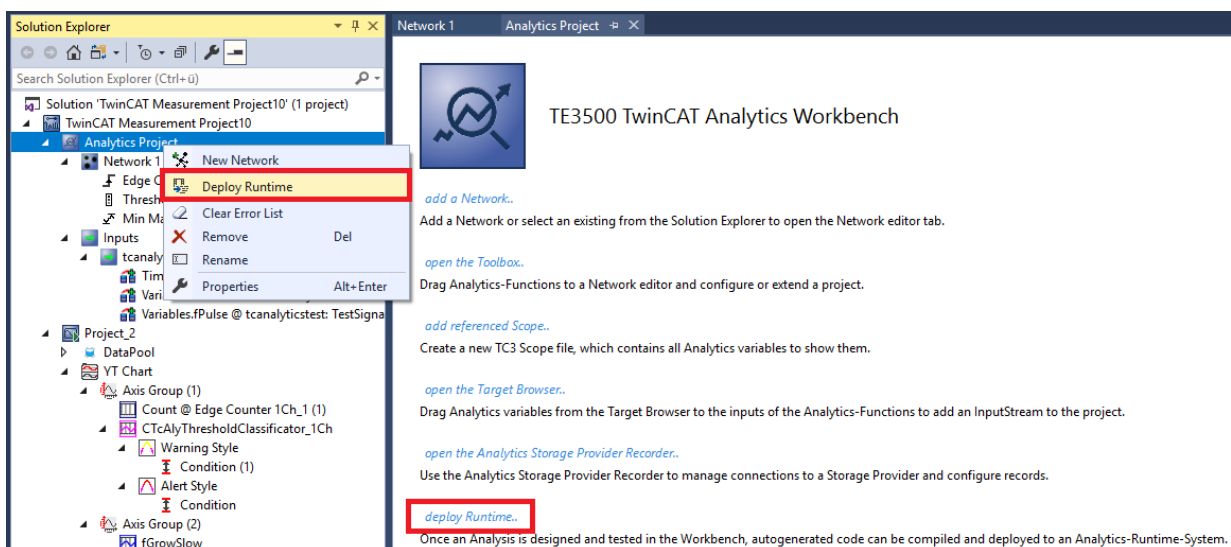 Solution Explorer
Search Solution Explorer (Ctrl+ü)
Solution 'TwinCAT Measurement Project10' (1 project)
TwinCAT Measurement Project10
Analytics Project
Network 1
Edge C
Thresh
Min Ma
Inputs
tcanaly
Tim
Vari
Variables.fPulse @ tcanalyticstest: TestSigna
Project_2
DataPool
YT Chart
Axis Group (1)
Count @ Edge Counter 1Ch_1 (1)
CTcAlyThresholdClassificator_1Ch
Warning Style
Condition (1)
Alert Style
Condition
Axis Group (2)
fGrowSlow
New Network
Deploy Runtime
Clear Error List
Remove Del
Rename
Properties Alt+Enter
Network 1 Analytics Project
TE3500 TwinCAT Analytics Workbench
add a Network..
Add a Network or select an existing from the Solution Explorer to open the Network editor tab.
open the Toolbox..
Drag Analytics-Functions to a Network editor and configure or extend a project.
add referenced Scope..
Create a new TC3 Scope file, which contains all Analytics variables to show them.
open the Target Browser..
Drag Analytics variables from the Target Browser to the inputs of the Analytics-Functions to add an InputStream to the project.
open the Analytics Storage Provider Recorder..
Use the Analytics Storage Provider Recorder to manage connections to a Storage Provider and configure records.
deploy Runtime..
Once an Analysis is designed and tested in the Workbench, autogenerated code can be compiled and deployed to an Analytics-Runtime-System.